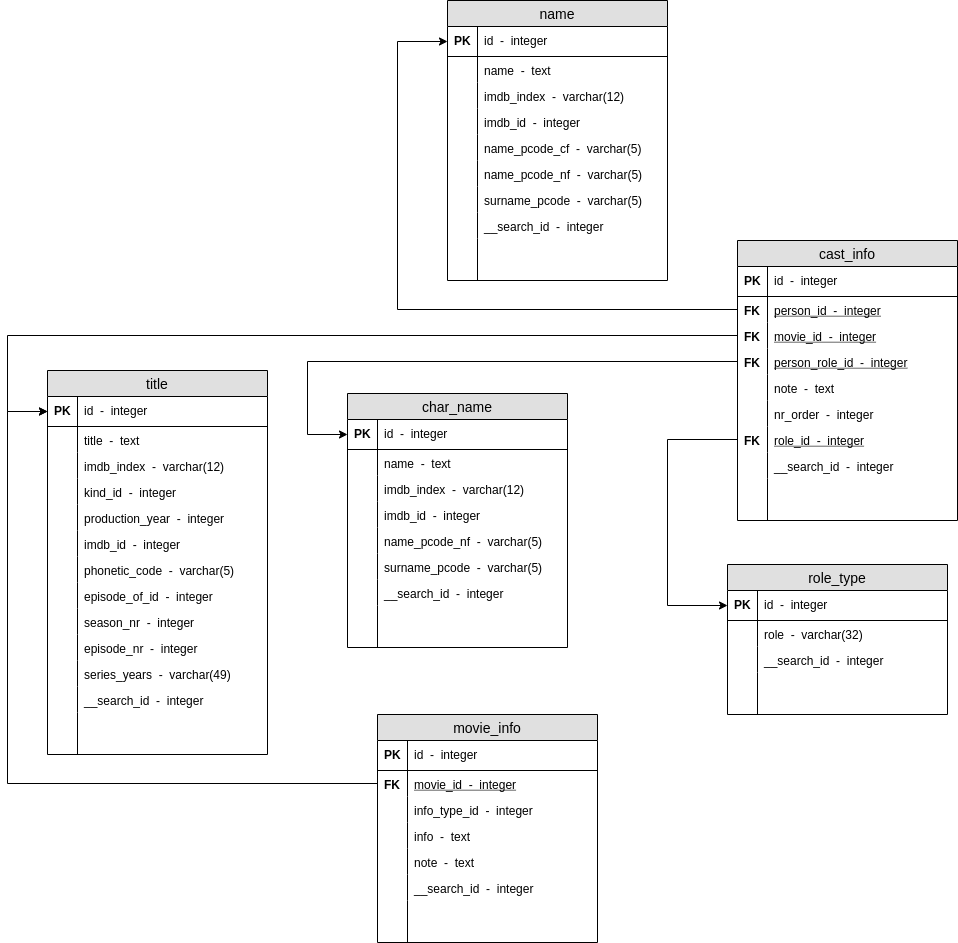 name
PK id - integer
name - text
imdb_index - varchar(12)
imdb_id - integer
name_pcode_cf - varchar(5)
name_pcode_nf - varchar(5)
surname_pcode - varchar(5)
__search_id - integer
cast_info
PK id - integer
FK person_id - integer
FK movie_id - integer
FK person_role_id - integer
note - text
nr_order - integer
FK role_id - integer
__search_id - integer
title
PK id - integer
title - text
imdb_index - varchar(12)
kind_id - integer
production_year - integer
imdb_id - integer
phonetic_code - varchar(5)
episode_of_id - integer
season_nr - integer
episode_nr - integer
series_years - varchar(49)
__search_id - integer
char_name
PK id - integer
name - text
imdb_index - varchar(12)
imdb_id - integer
name_pcode_nf - varchar(5)
surname_pcode - varchar(5)
__search_id - integer
role_type
PK id - integer
role - varchar(32)
__search_id - integer
movie_info
PK id - integer
FK movie_id - integer
info_type_id - integer
info - text
note - text
__search_id - integer